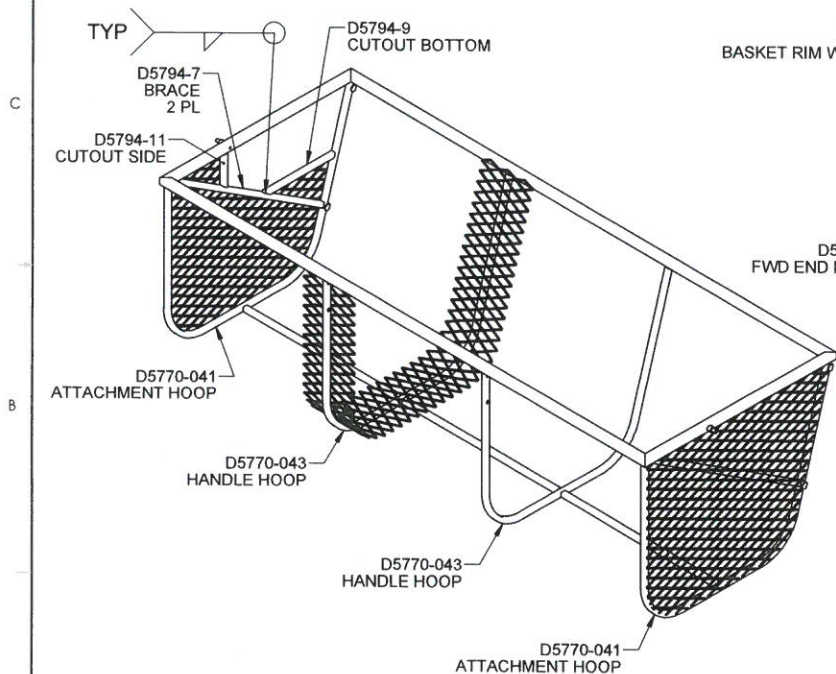 TYP
D5794-9
CUTOUT BOTTOM
BASKET RIM W
D5794-7
BRACE
2 PL
C
D5794-11
CUTOUT SIDE
D5
FWD END
D5770-041
ATTACHMENT HOOP
B
D5770-043
HANDLE HOOP
D5770-043
HANDLE HOOP
D5770-041
ATTACHMENT HOOP